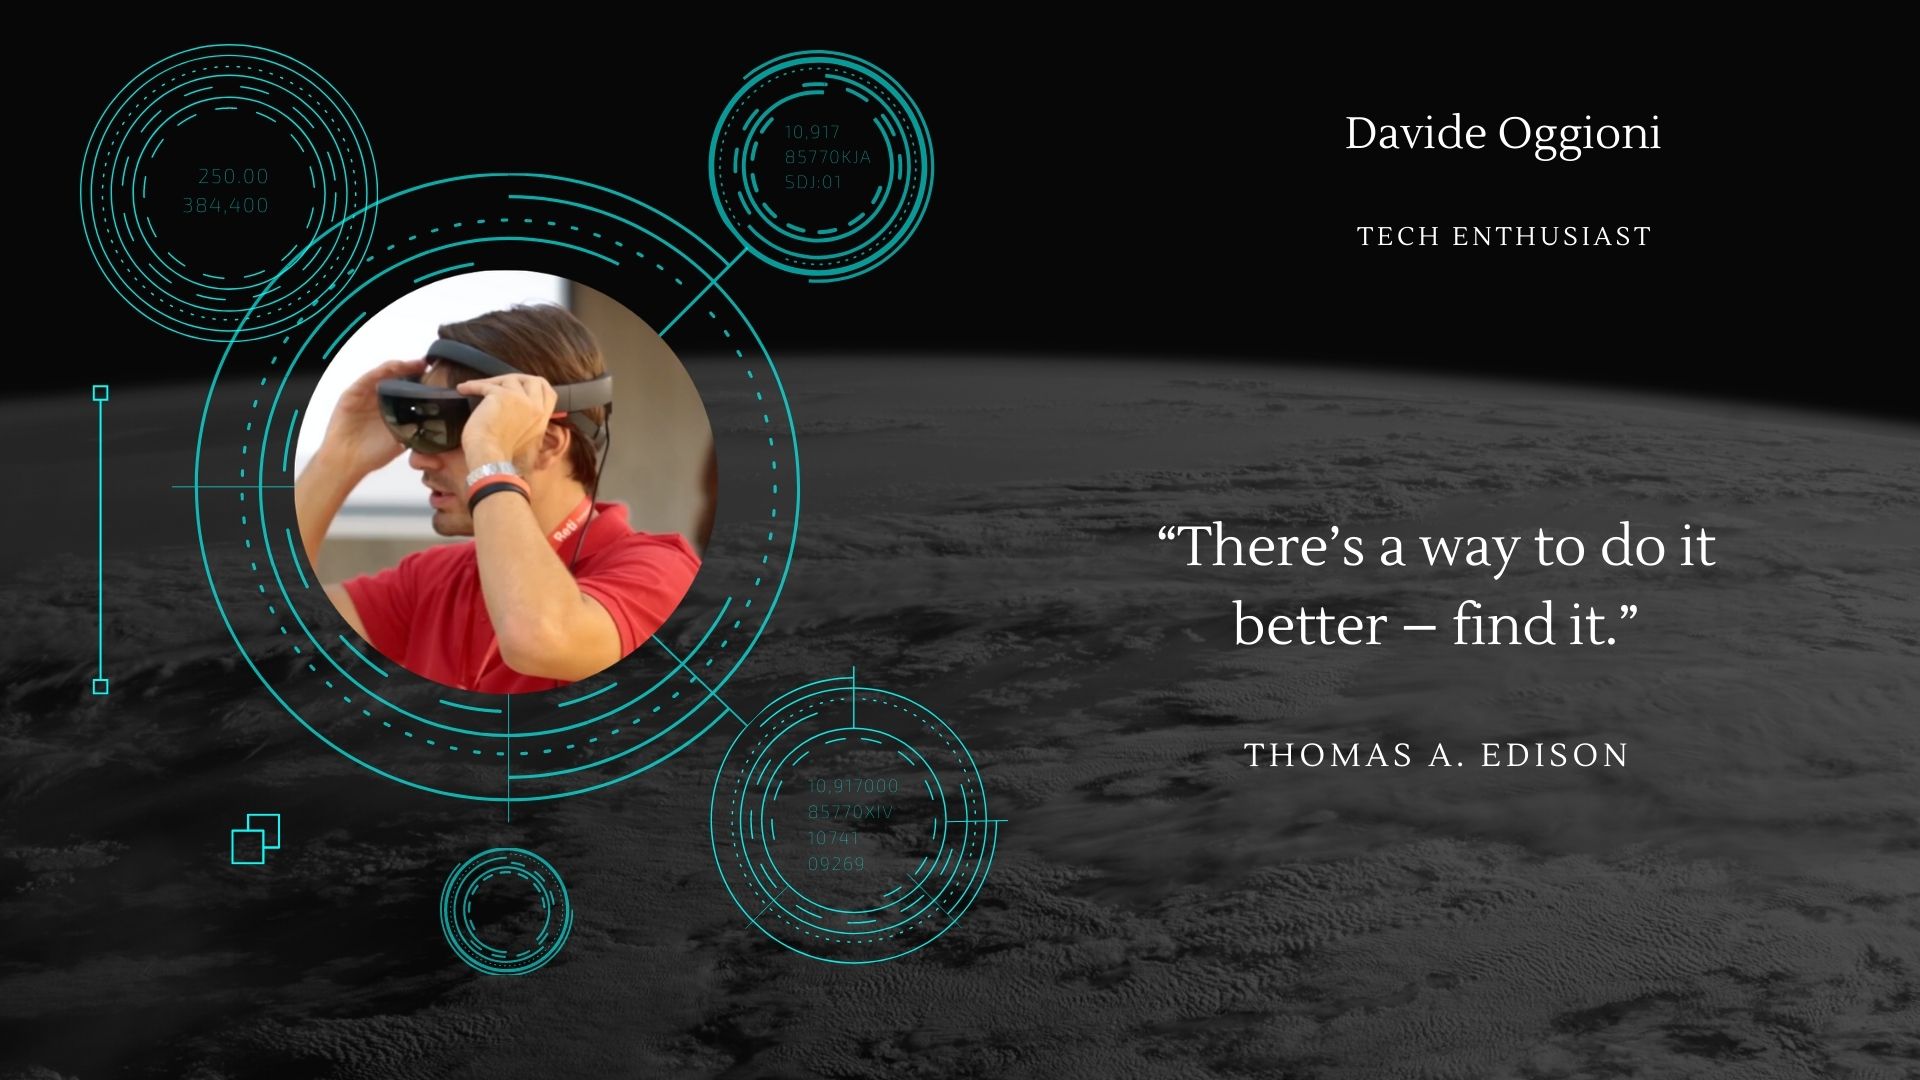 250.00
384,400
10,917
85770KJA
SDJ:01
Davide Oggioni
TECH ENTHUSIAST
Reti
“There’s a way to do it
better – find it.”
THOMAS A. EDISON
10,917000
85770XIV
10741
09269